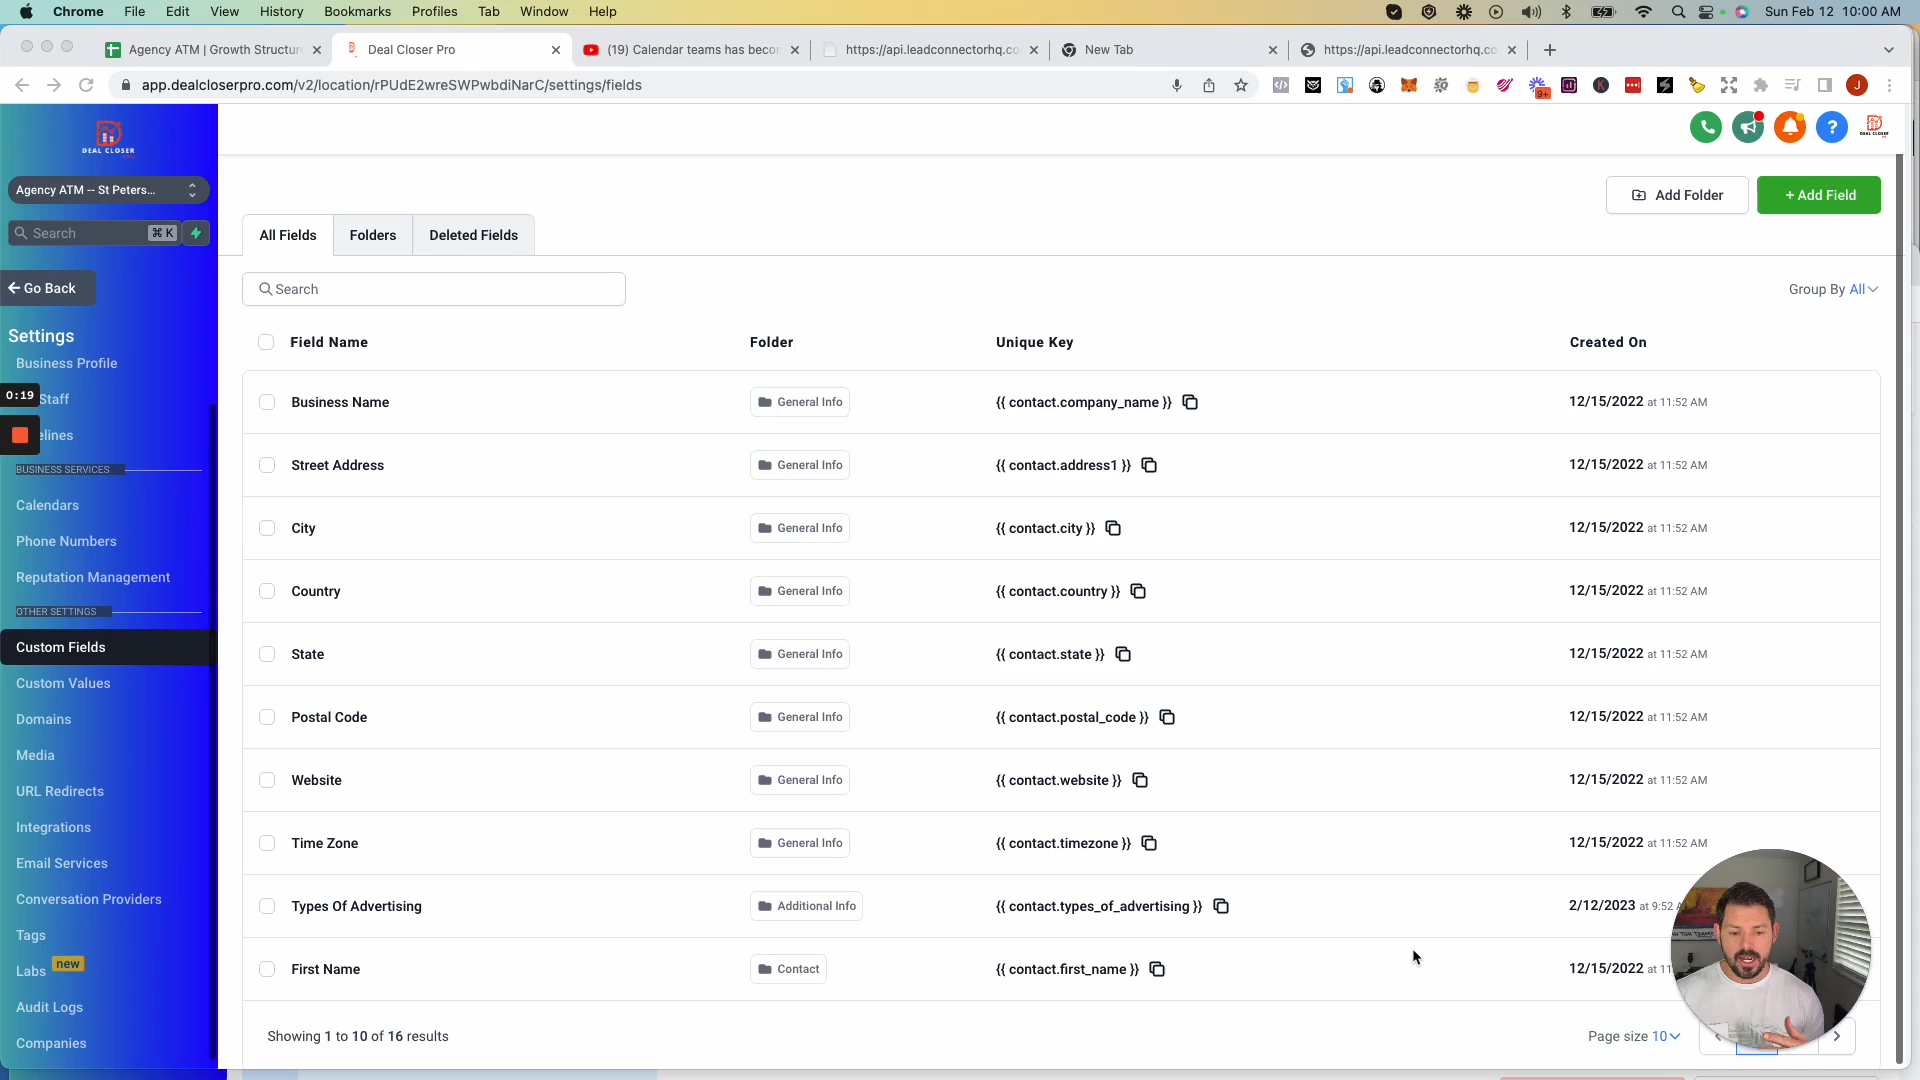 Chrome File Edit View History Bookmarks Profiles Tab Window Help
Sun Feb 12 10:00 AM
Agency ATM | Growth Structure
Deal Closer Pro
(19) Calendar teams has becom
https://api.leadconnectorhq.co
New Tab
https://api.leadconnectorhq.co
app.dealcloserpro.com/v2/location/rPUdE2wreSWPwbdiNarC/settings/fields
9+
J
DEAL CLOSER
Agency ATM -- St Peters...
Search ⌘ K
Go Back
Settings
Business Profile
Staff
0:19
elines
BUSINESS SERVICES
Calendars
Phone Numbers
Reputation Management
OTHER SETTINGS
Custom Fields
Custom Values
Domains
Media
URL Redirects
Integrations
Email Services
Conversation Providers
Tags
Labs new
Audit Logs
Companies
?
Add Folder
+ Add Field
All Fields Folders Deleted Fields
Search
Group By All
Field Name Folder Unique Key Created On
Business Name General Info {{ contact.company_name }} 12/15/2022 at 11:52 AM
Street Address General Info {{ contact.address1 }} 12/15/2022 at 11:52 AM
City General Info {{ contact.city }} 12/15/2022 at 11:52 AM
Country General Info {{ contact.country }} 12/15/2022 at 11:52 AM
State General Info {{ contact.state }} 12/15/2022 at 11:52 AM
Postal Code General Info {{ contact.postal_code }} 12/15/2022 at 11:52 AM
Website General Info {{ contact.website }} 12/15/2022 at 11:52 AM
Time Zone General Info {{ contact.timezone }} 12/15/2022 at 11:52 AM
Types Of Advertising Additional Info {{ contact.types_of_advertising }} 2/12/2023 at 9:52
First Name Contact {{ contact.first_name }} 12/15/2022 at
Showing 1 to 10 of 16 results
Page size 10